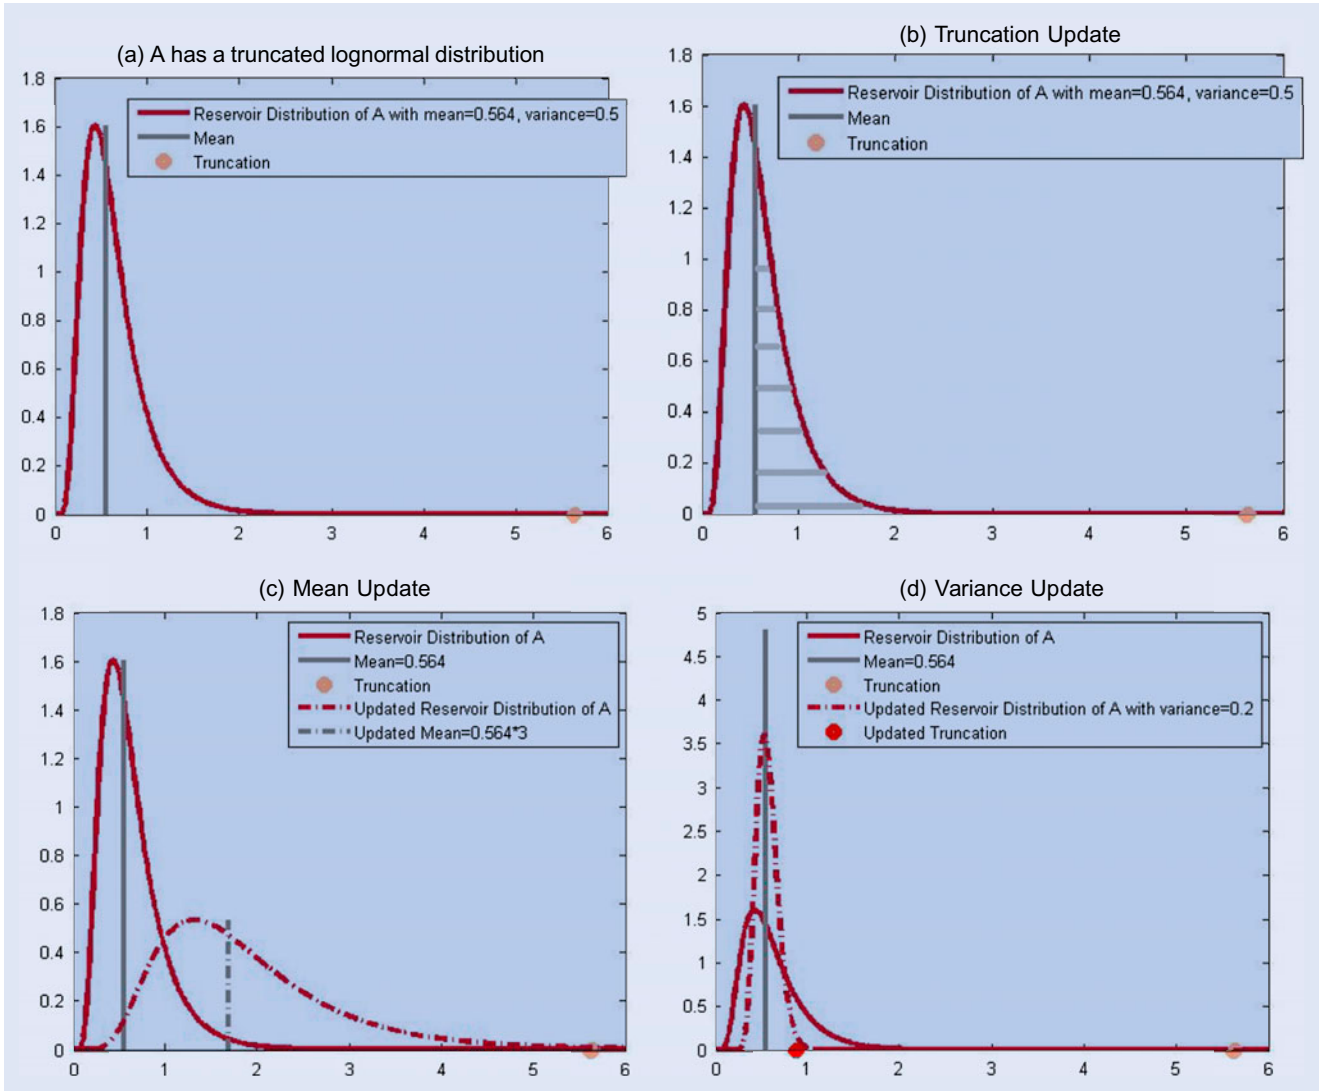 (a) A has a truncated lognormal distribution
1.8
1.6
1.4
1.2
1
0.8
0.6
0.4
0.2
0
0 1 2 3 4 5 6
Reservoir Distribution of A with mean=0.564, variance=0.5
Mean
Truncation
(b) Truncation Update
1.8
1.6
1.4
1.2
1
0.8
0.6
0.4
0.2
0
0 1 2 3 4 5 6
Reservoir Distribution of A with mean=0.564, variance=0.5
Mean
Truncation
(c) Mean Update
1.8
1.6
1.4
1.2
1
0.8
0.6
0.4
0.2
0
0 1 2 3 4 5 6
Reservoir Distribution of A
Mean=0.564
Truncation
Updated Reservoir Distribution of A
Updated Mean=0.564*3
(d) Variance Update
5
4.5
4
3.5
3
2.5
2
1.5
1
0.5
0
0 1 2 3 4 5 6
Reservoir Distribution of A
Mean=0.564
Truncation
Updated Reservoir Distribution of A with variance=0.2
Updated Truncation